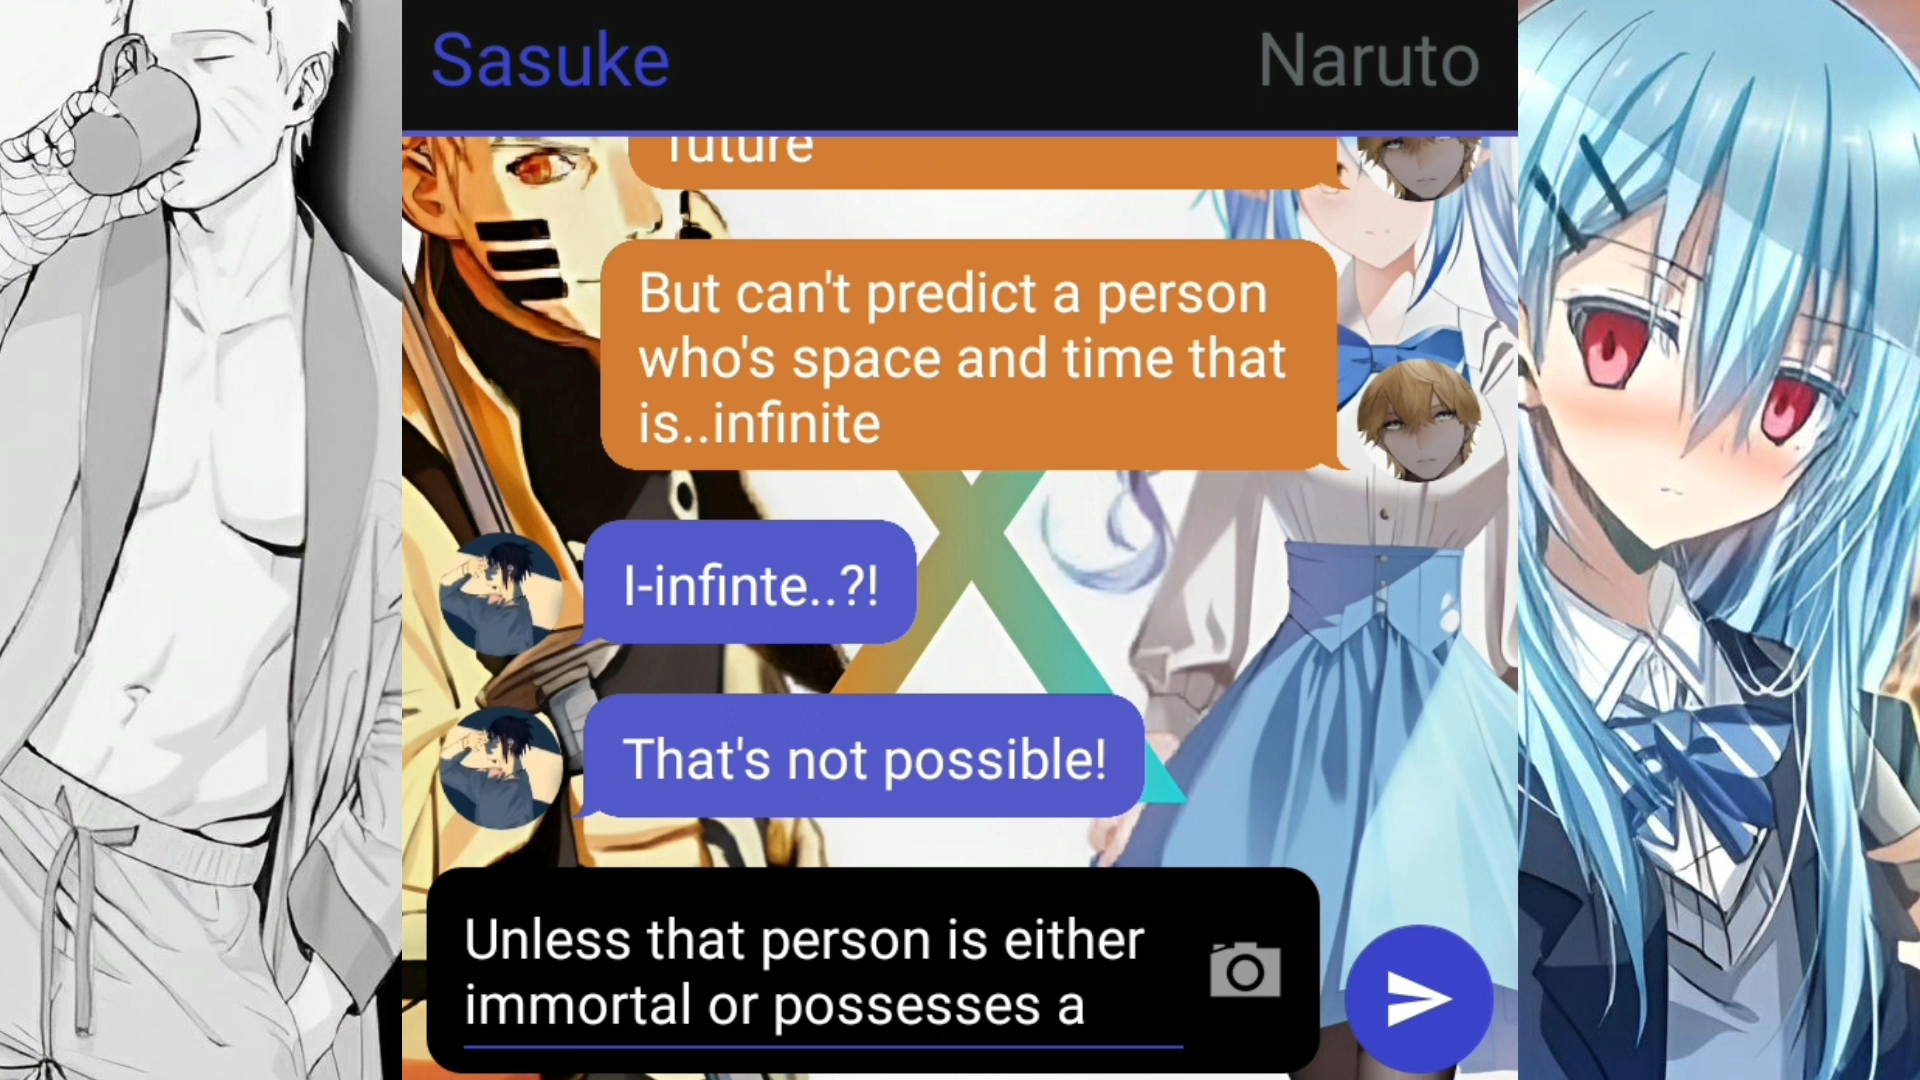 Sasuke
Naruto
future
But can't predict a person
who's space and time that
is..infinite
I-infinte..?!
That's not possible!
Unless that person is either
immortal or possesses a